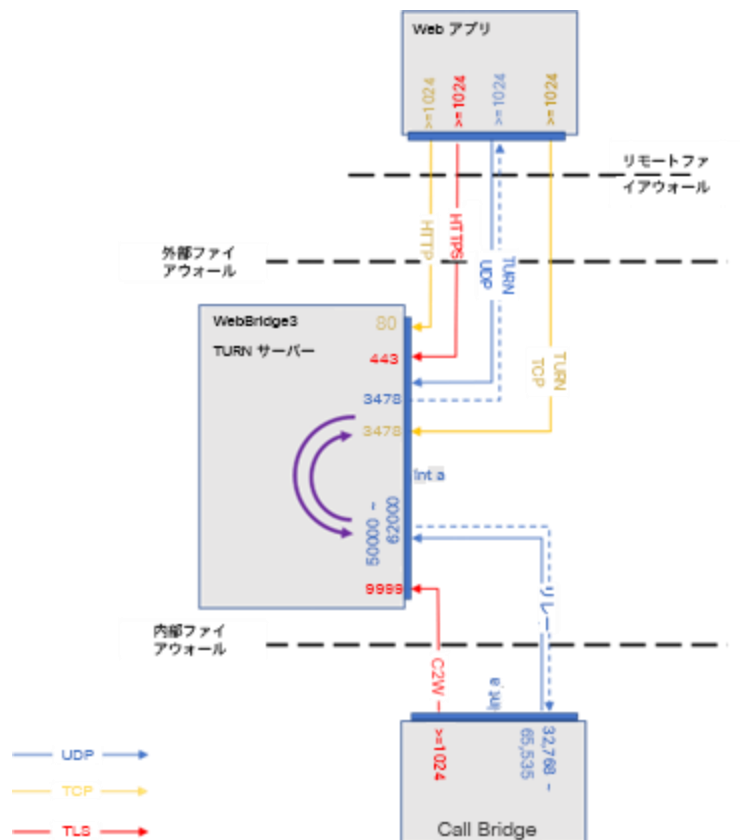 Web アプリ
>=1024
>=1024
>=1024
>=1024
リモートファ
イアウォール
HTTP
HTTPS
UDP
TURN
外部ファイ
アウォール
WebBridge3
TURN サーバー
80
443
3478
3478
TCP
TURN
int a
50000 ~
62000
9999
リレー
内部ファイ
アウォール
C2W
int a
>=1024
32,768 -
65,535
Call Bridge
UDP
TCP
TLS